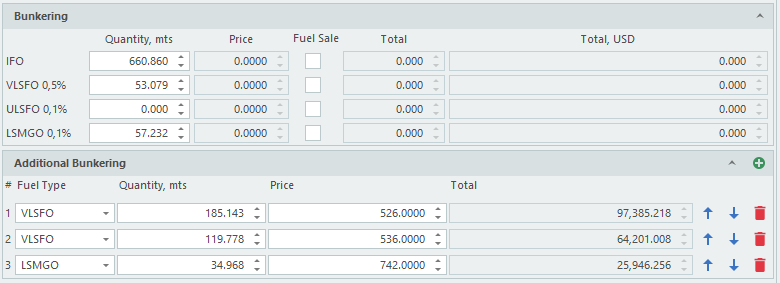 Bunkering
Quantity, mts Price Fuel Sale Total Total, USD
IFO 660.860 0.0000 0.000 0.000
VLSFO 0,5% 53.079 0.0000 0.000 0.000
ULSFO 0,1% 0.000 0.0000 0.000 0.000
LSMGO 0,1% 57.232 0.0000 0.000 0.000
Additional Bunkering
# Fuel Type Quantity, mts Price Total
1 VLSFO 185.143 526.0000 97,385.218
2 VLSFO 119.778 536.0000 64,201.008
3 LSMGO 34.968 742.0000 25,946.256